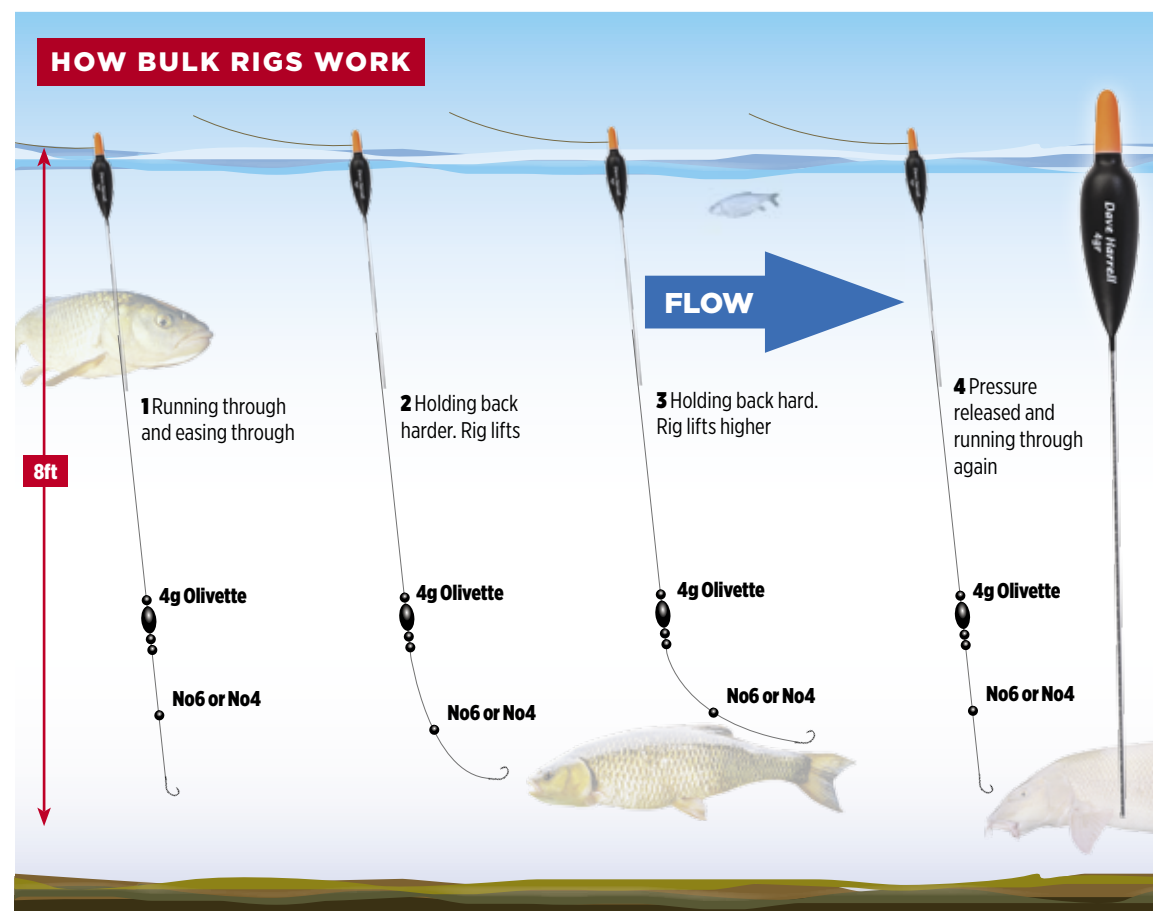 HOW BULK RIGS WORK
Dave Harrell
4gr
FLOW
1 Running through
and easing through
2 Holding back
harder. Rig lifts
3 Holding back hard.
Rig lifts higher
4 Pressure
released and
running through
again
8ft
4g Olivette
4g Olivette
4g Olivette
4g Olivette
No6 or No4
No6 or No4
No6 or No4
No6 or No4